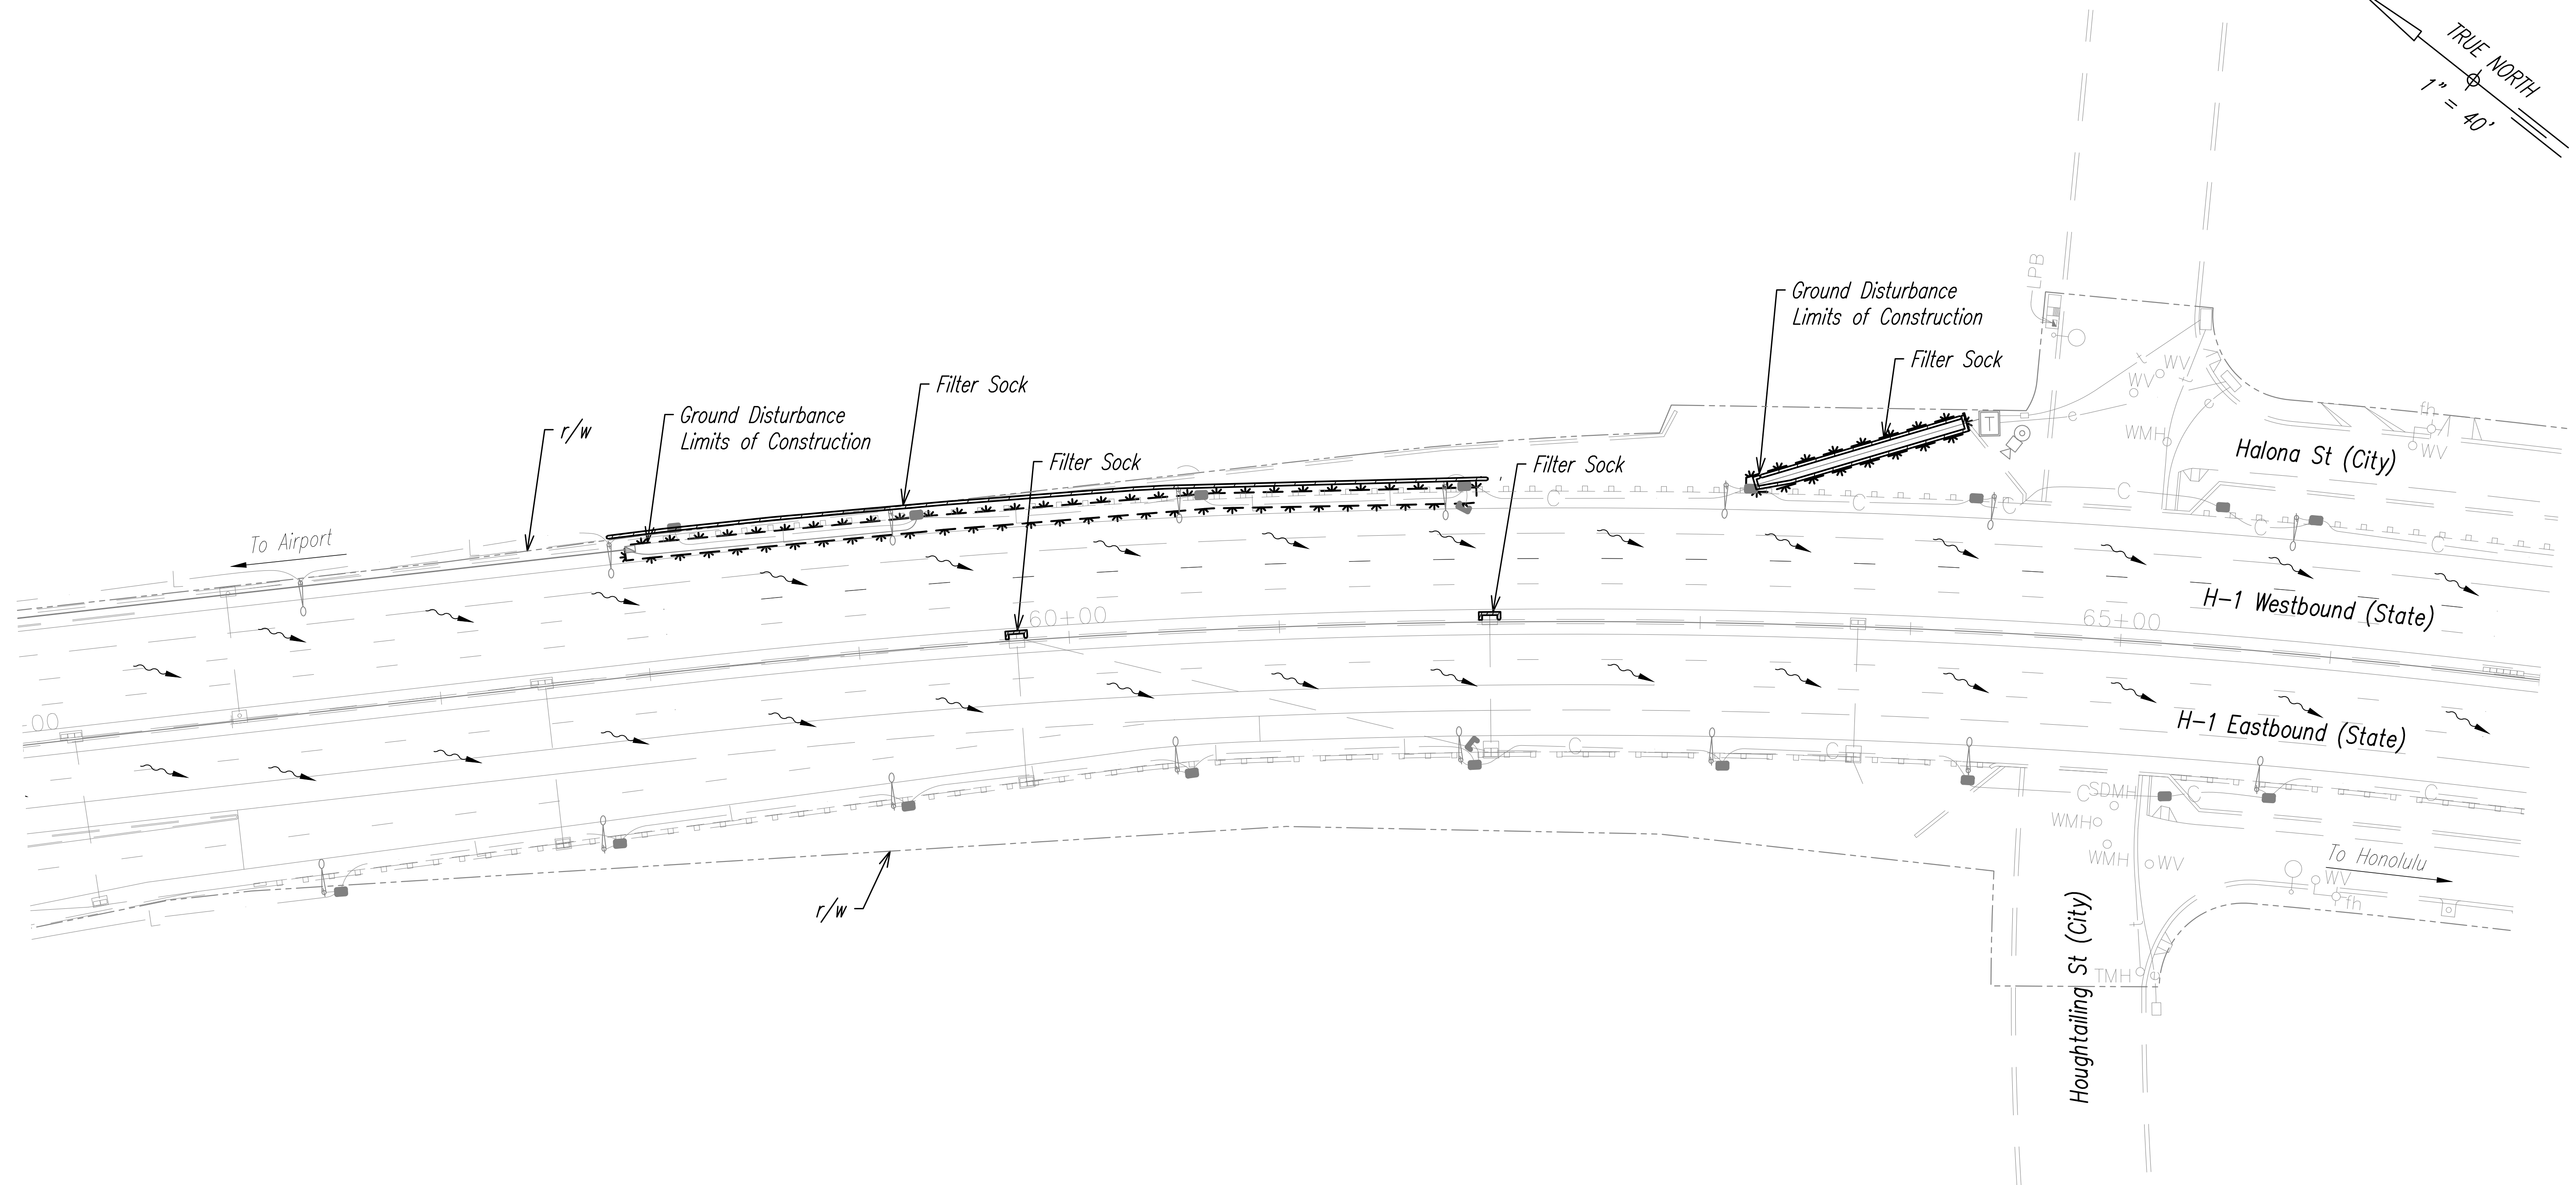 TRUE NORTH
1" = 40'
LPB
Ground Disturbance
Limits of Construction
Filter Sock
WV
WV
e
e
T
WMH
fh
WV
Halona St (City)
Filter Sock
Ground Disturbance
Limits of Construction
r/w
Filter Sock
Filter Sock
C
C
C
C
C
C
To Airport
L
L
H-1 Westbound (State)
60+00
65+00
00
H-1 Eastbound (State)
L
L
C
C
L
L
L
C
C
C
SDMH
WMH
WMH
WV
To Honolulu
WV
fh
r/w
TMH
e
Houghtailing St (City)